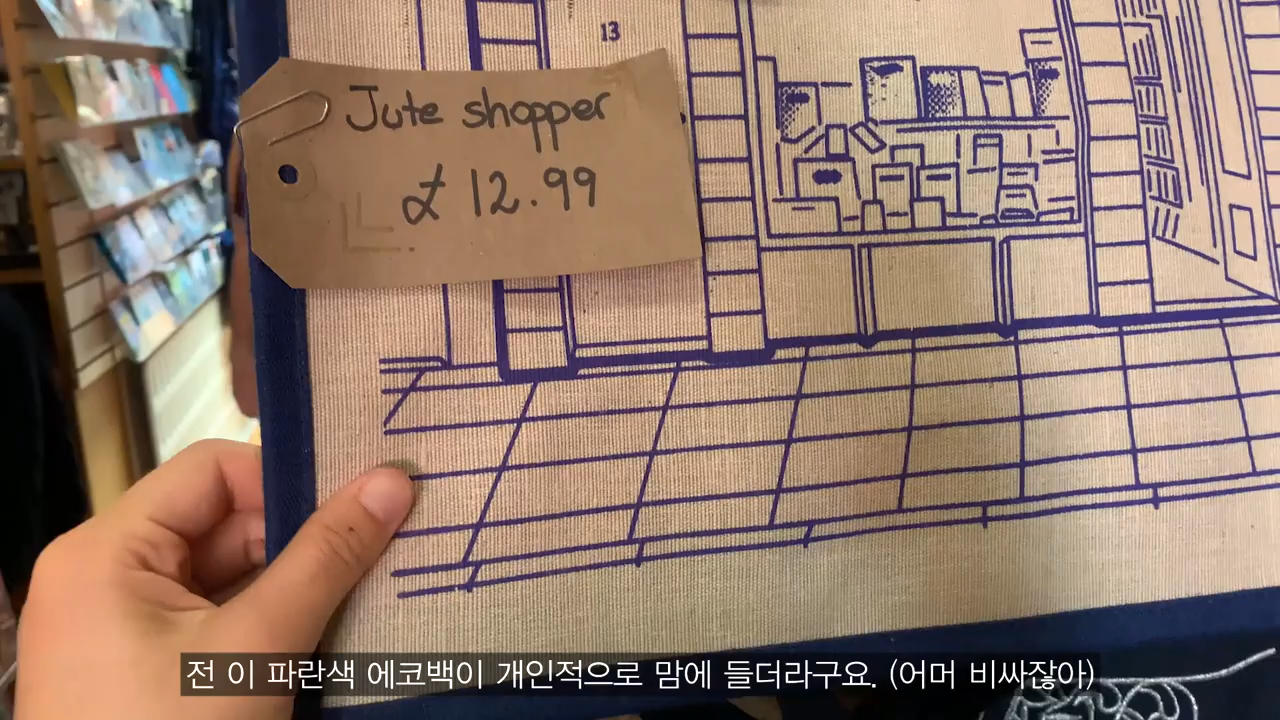 13
Jute shopper
£12.99
전 이 파란색 에코백이 개인적으로 맘에 들더라구요. (어머 비싸잖아)